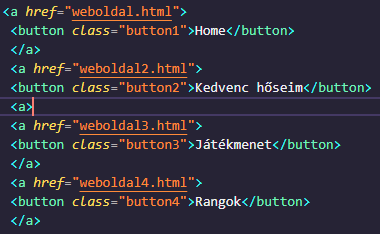 <a href="weboldal.html">
<button class="button1">Home</button>
</a>
<a href="weboldal2.html">
<button class="button2">Kedvenc hőseim</button>
<a>
<a href="weboldal3.html">
<button class="button3">Játékmenet</button>
</a>
<a href="weboldal4.html">
<button class="button4">Rangok</button>
</a>